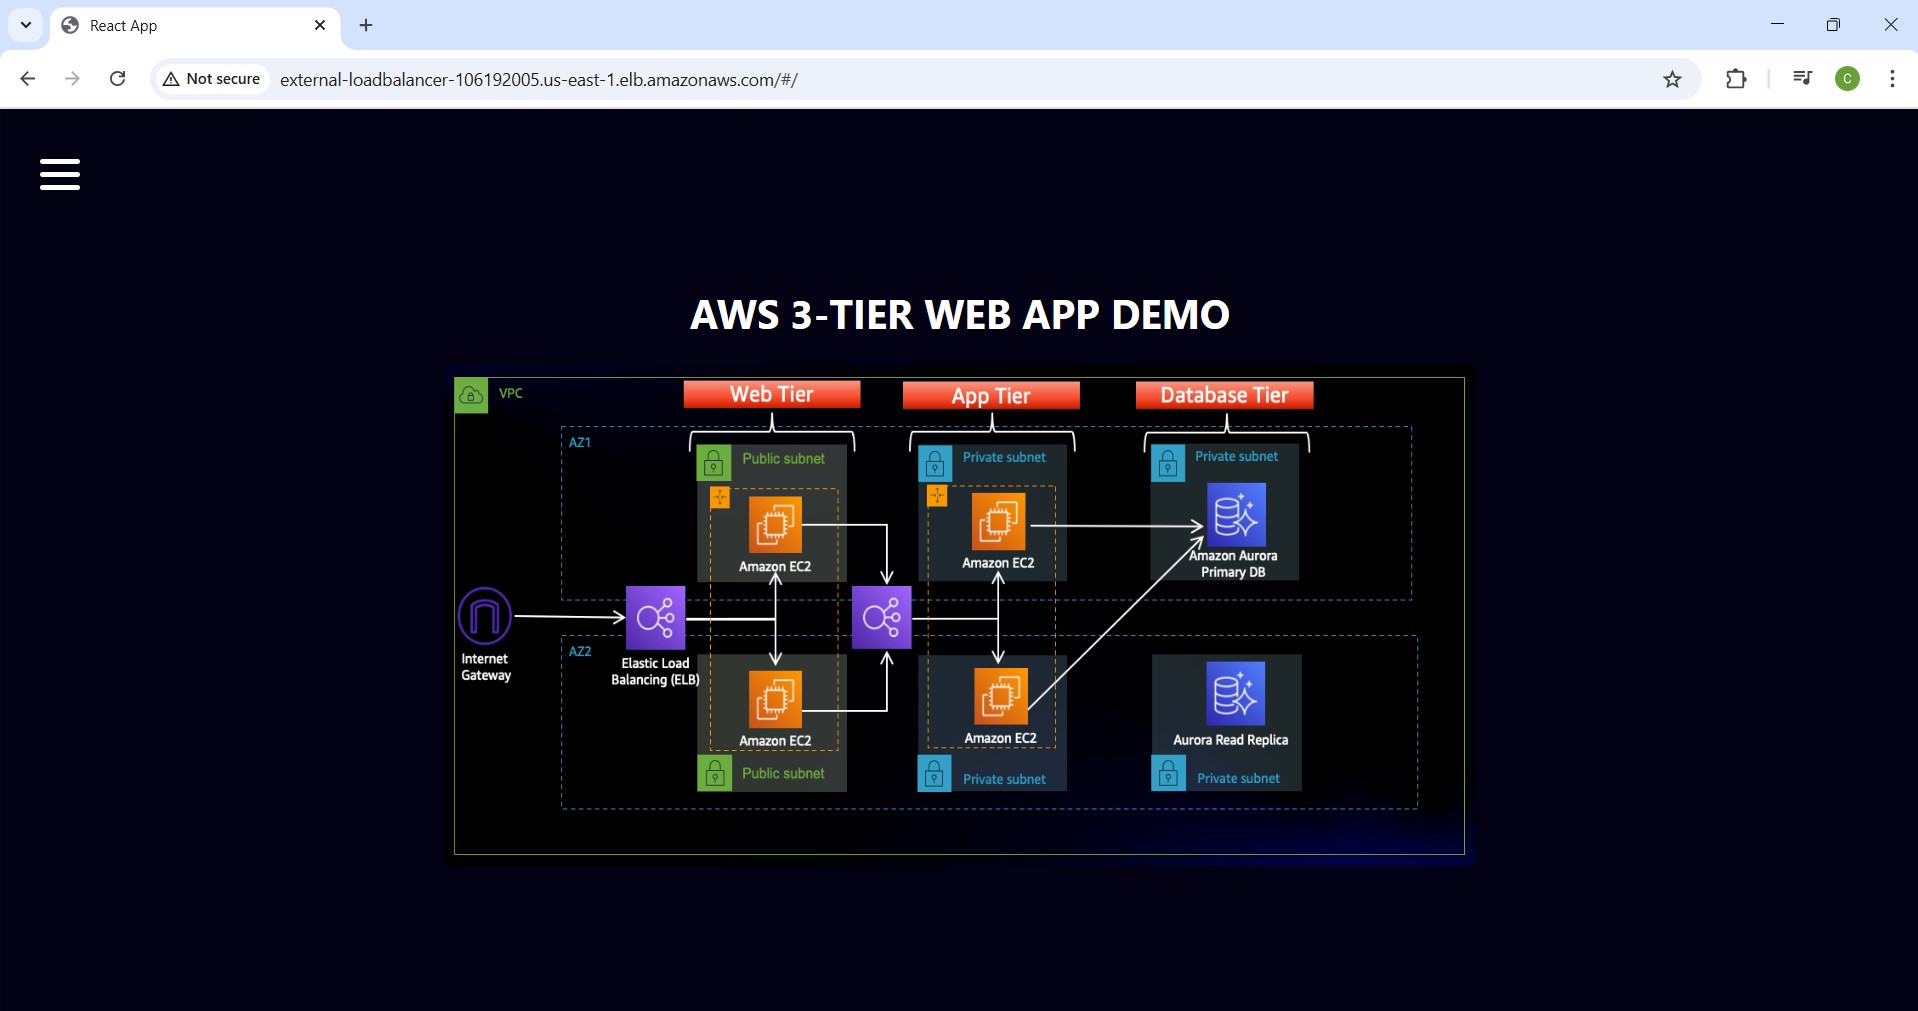 React App
Not secure
external-loadbalancer-106192005.us-east-1.elb.amazonaws.com/#/
C
AWS 3-TIER WEB APP DEMO
VPC
Web Tier
App Tier
Database Tier
AZ1
Public subnet
Private subnet
Private subnet
Amazon EC2
Amazon EC2
Amazon Aurora
Primary DB
Internet
Gateway
Elastic Load
Balancing (ELB)
AZ2
Amazon EC2
Amazon EC2
Aurora Read Replica
Public subnet
Private subnet
Private subnet